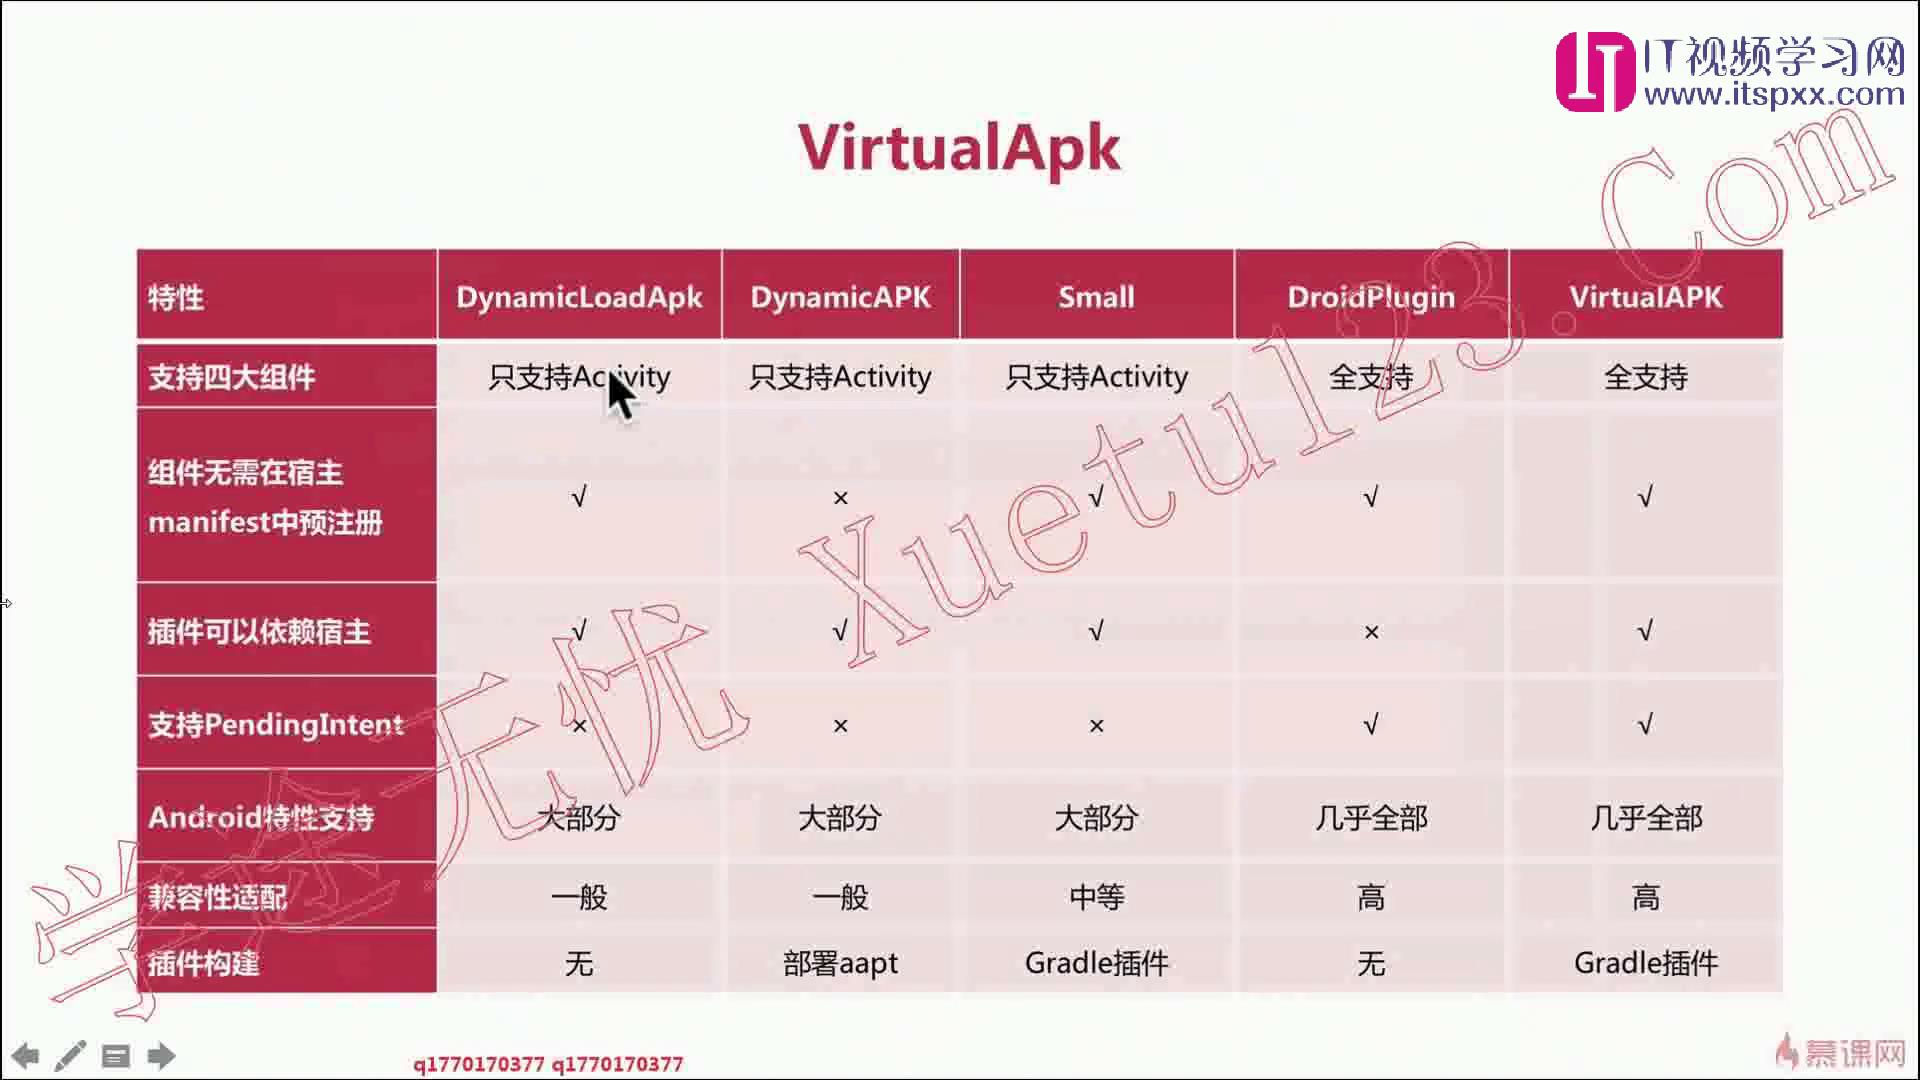 IT视频学习网
www.itspxx.com
VirtualApk
特性 DynamicLoadApk DynamicAPK Small DroidPlugin VirtualAPK
支持四大组件 只支持Activity 只支持Activity 只支持Activity 全支持 全支持
组件无需在宿主
manifest中预注册 √ × √ √ √
插件可以依赖宿主 √ √ √ × √
支持PendingIntent × × × √ √
Android特性支持 大部分 大部分 大部分 几乎全部 几乎全部
兼容性适配 一般 一般 中等 高 高
插件构建 无 部署aapt Gradle插件 无 Gradle插件
学途无忧 Xuetu123.Com
q1770170377 q1770170377
慕课网